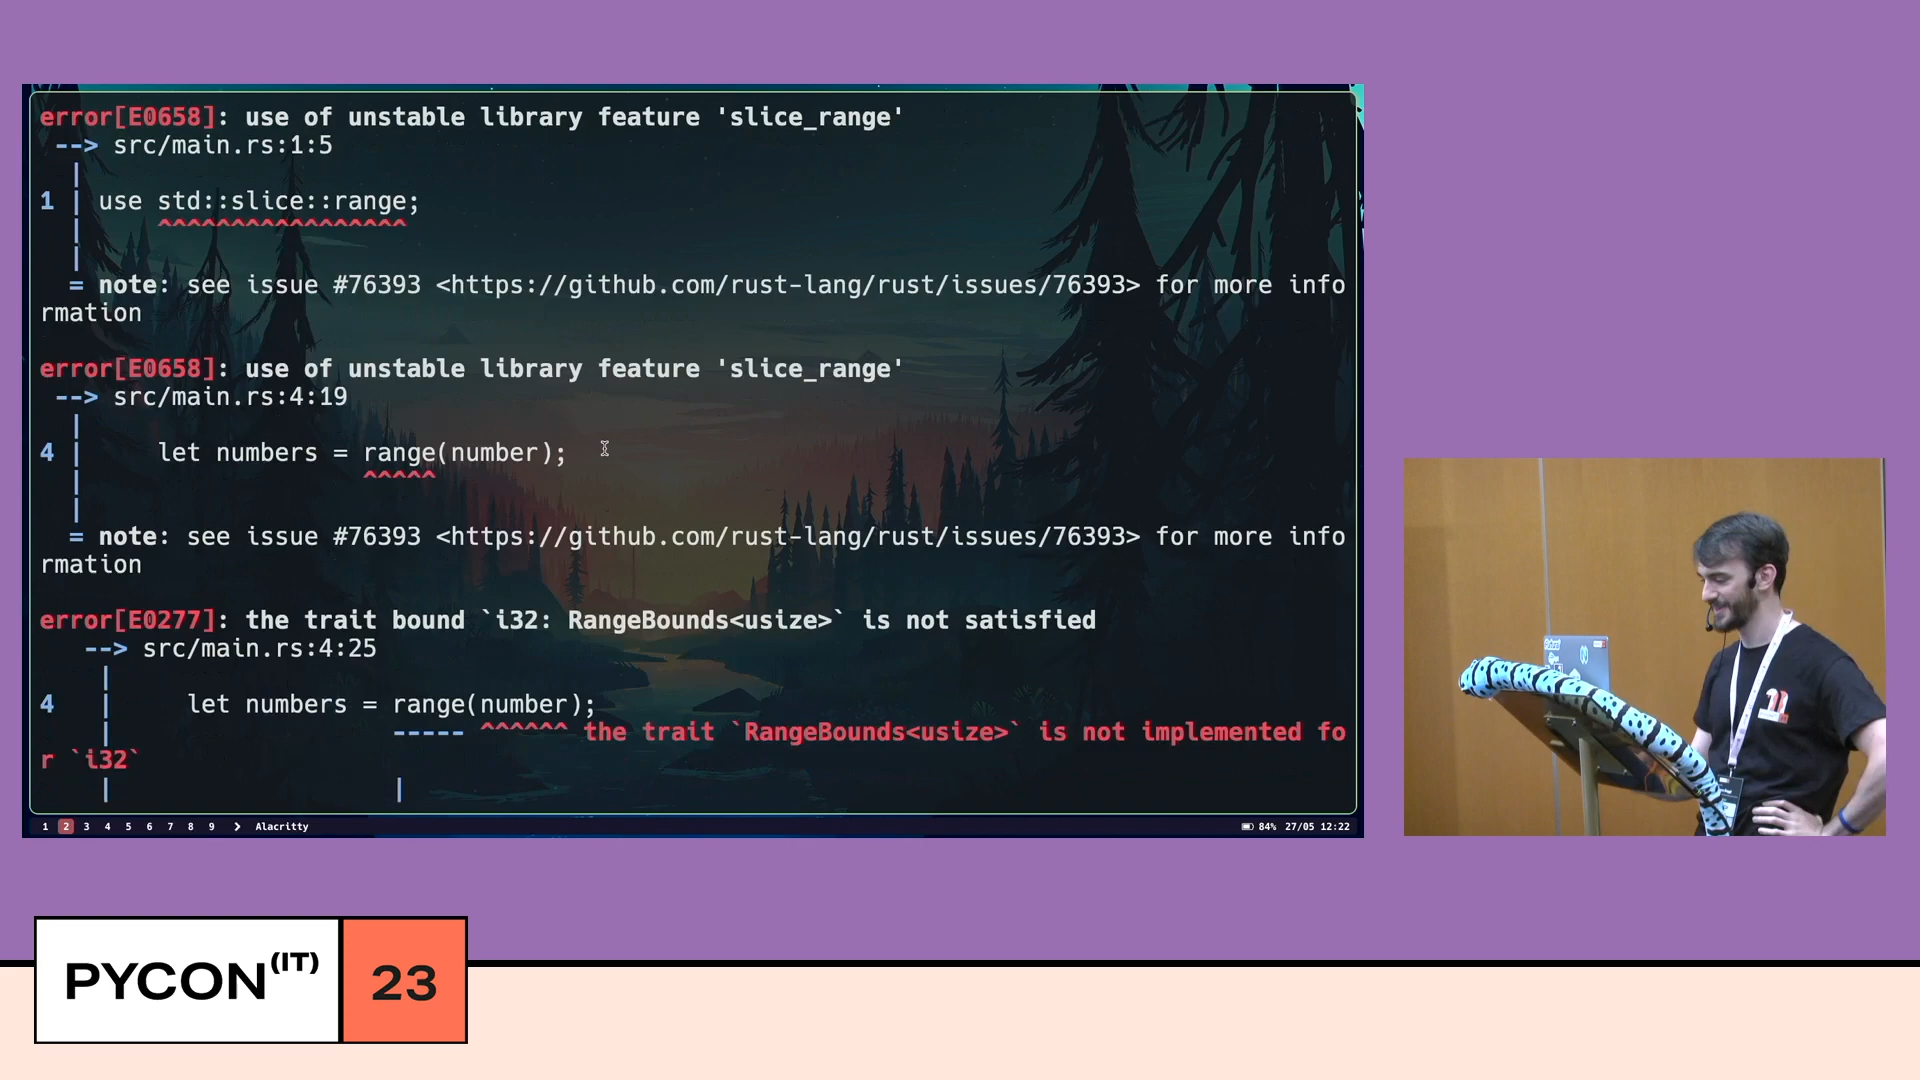 error[E0658]: use of unstable library feature 'slice_range'
--> src/main.rs:1:5
|
1 | use std::slice::range;
| ^^^^^^^^^^^^^^^^^
|
= note: see issue #76393 <https://github.com/rust-lang/rust/issues/76393> for more info
rmation
error[E0658]: use of unstable library feature 'slice_range'
--> src/main.rs:4:19
|
4 | let numbers = range(number);
| ^^^^^
|
= note: see issue #76393 <https://github.com/rust-lang/rust/issues/76393> for more info
rmation
error[E0277]: the trait bound `i32: RangeBounds<usize>` is not satisfied
--> src/main.rs:4:25
|
4 | let numbers = range(number);
| ----- ^^^^^^ the trait `RangeBounds<usize>` is not implemented fo
r `i32`
| |
1 2 3 4 5 6 7 8 9 > Alacritty
84% 27/05 12:22
PYCON(IT) 23